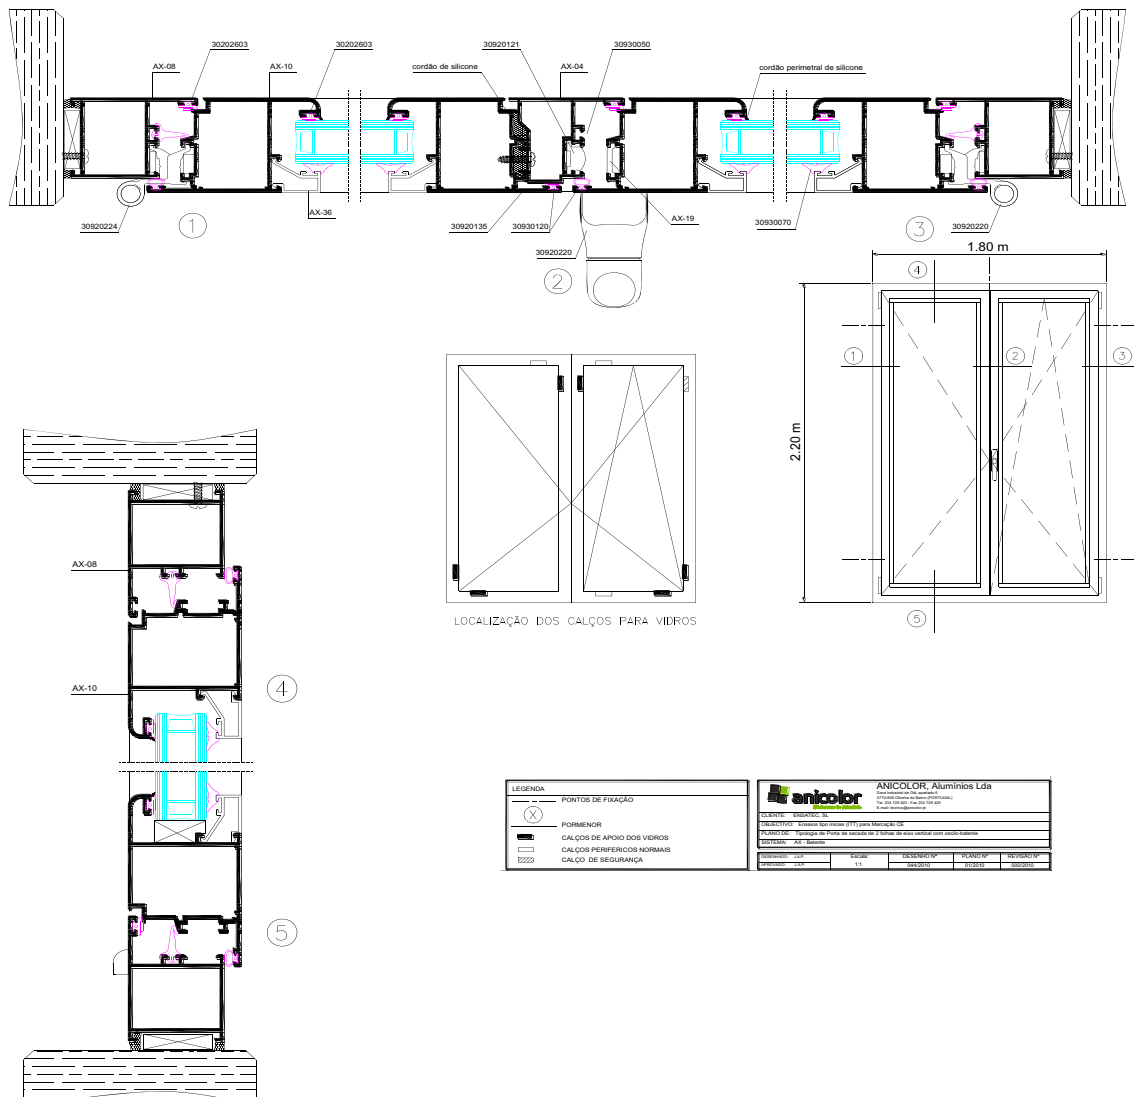 30202603
30202603
30920121
30930050
AX-08
AX-10
cordão de silicone
AX-04
cordão perimetral de silicone
AX-36
AX-19
30920224
1
30920135
30930120
30930070
3
30920220
30920220
2
1.80 m
4
1
2
3
2.20 m
5
LOCALIZAÇÃO DOS CALÇOS PARA VIDROS
AX-08
4
AX-10
5
LEGENDA
PONTOS DE FIXAÇÃO
X
PORMENOR
CALÇOS DE APOIO DOS VIDROS
CALÇOS PERIFERICOS NORMAIS
CALÇO DE SEGURANÇA
anicolor
ANICOLOR, Alumínios Lda
CLIENTE: ENSATEC, SL
OBJECTIVO: Ensaios tipo iniciais (ITT) para Marcação CE
PLANO DE: Tipologia de Porta de sacada de 2 folhas de eixo vertical com oscilo-batente
SISTEMA: AX - Batente
DESENHADO: J.A.P.
APROVADO: J.A.P.
Escala:
1:1
DESENHO Nº
044/2010
PLANO Nº
01/2010
REVISÃO Nº
000/2010